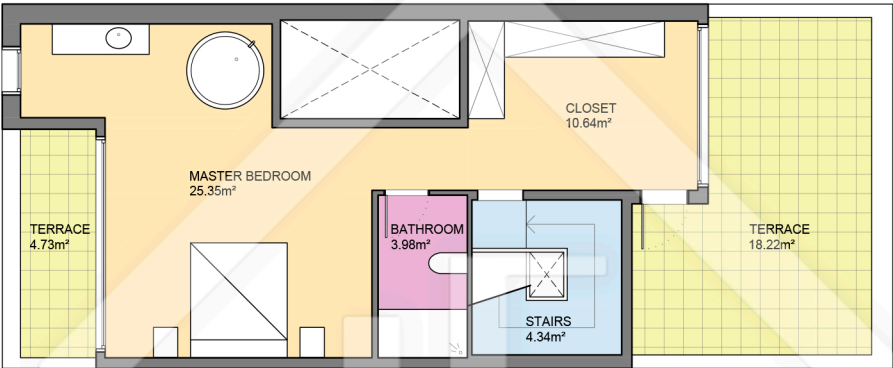 CLOSET
10.64m²
MASTER BEDROOM
25.35m²
TERRACE
4.73m²
BATHROOM
3.98m²
TERRACE
18.22m²
STAIRS
4.34m²